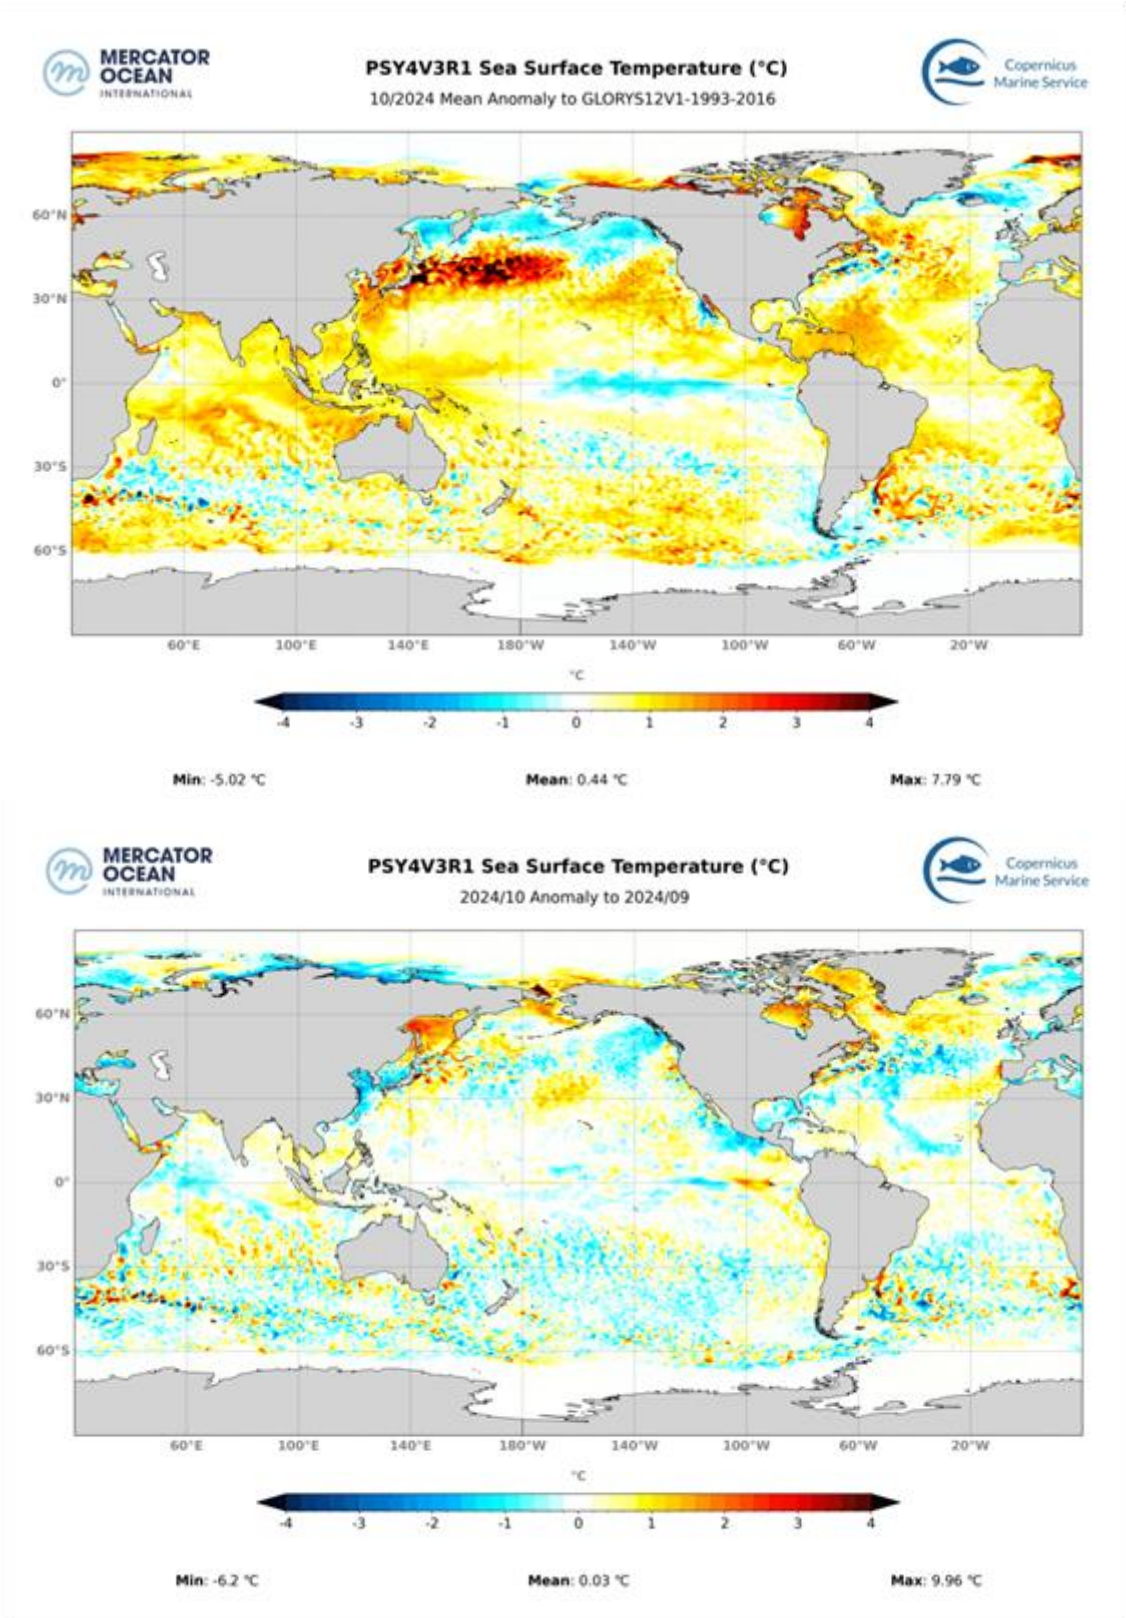 MERCATOR
OCEAN
INTERNATIONAL
PSY4V3R1 Sea Surface Temperature (°C)
10/2024 Mean Anomaly to GLORYS12V1-1993-2016
Copernicus
Marine Service
60°N
30°N
0°
30°S
60°S
60°E 100°E 140°E 180°W 140°W 100°W 60°W 20°W
°C
-4 -3 -2 -1 0 1 2 3 4
Min: -5.02 °C Mean: 0.44 °C Max: 7.79 °C
MERCATOR
OCEAN
INTERNATIONAL
PSY4V3R1 Sea Surface Temperature (°C)
2024/10 Anomaly to 2024/09
Copernicus
Marine Service
60°N
30°N
0°
30°S
60°S
60°E 100°E 140°E 180°W 140°W 100°W 60°W 20°W
°C
-4 -3 -2 -1 0 1 2 3 4
Min: -6.2 °C Mean: 0.03 °C Max: 9.96 °C